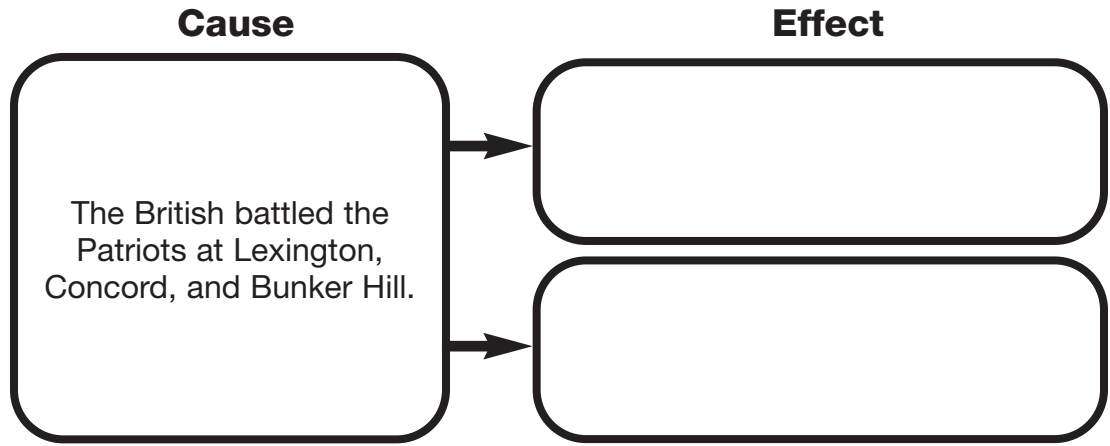 Cause
Effect
The British battled the
Patriots at Lexington,
Concord, and Bunker Hill.